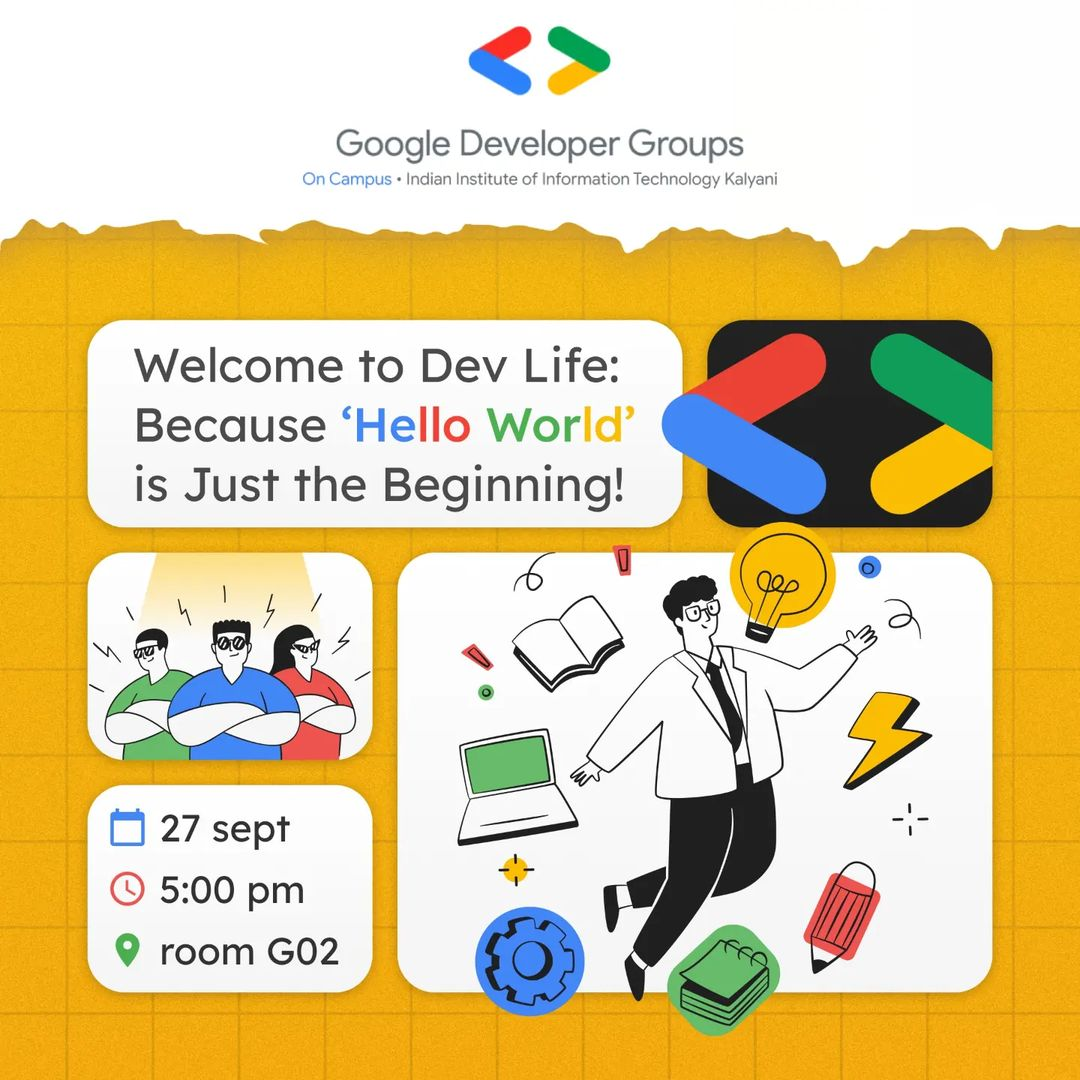 Google Developer Groups
On Campus • Indian Institute of Information Technology Kalyani
Welcome to Dev Life:
Because ‘Hello World’
is Just the Beginning!
27 sept
5:00 pm
room G02